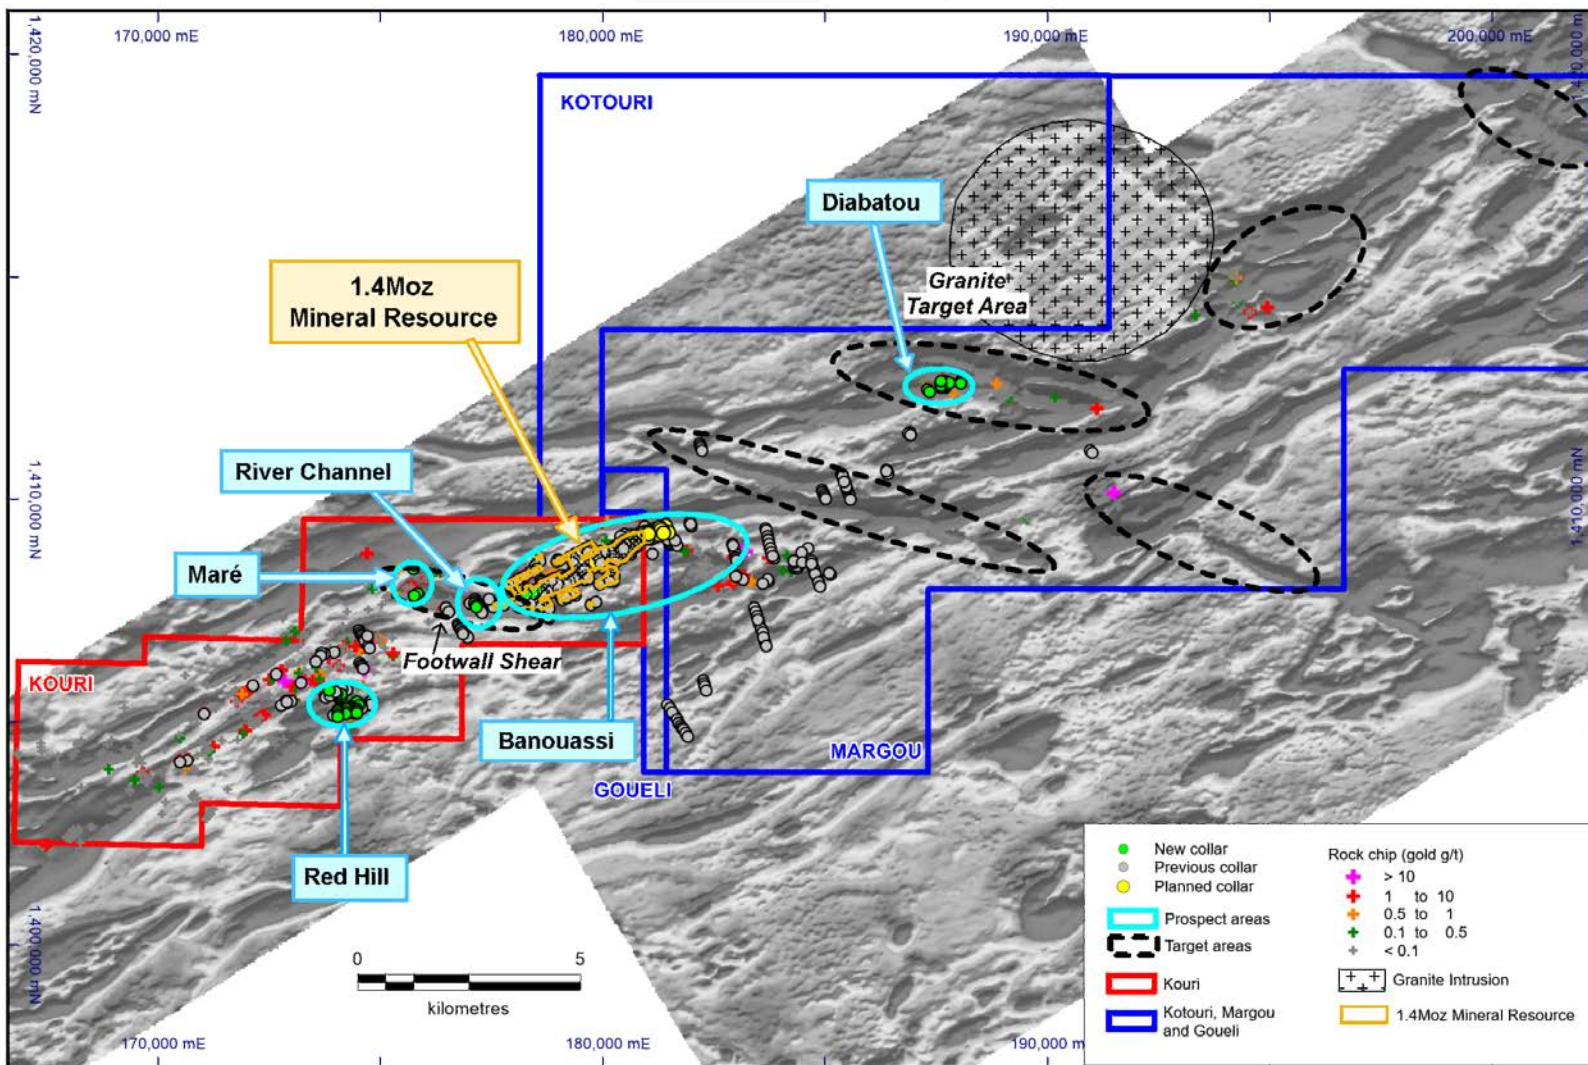 170,000 mE
180,000 mE
190,000 mE
200,000 mE
1,420,000 mN
1,420,000 m
KOTOURI
Diabatou
1.4Moz
Mineral Resource
Granite
Target Area
River Channel
1,410,000 mN
1,410,000 mN
Maré
Footwall Shear
KOURI
Banouassi
MARGOU
GOUELI
Red Hill
1,400,000 mN
0
5
kilometres
170,000 mE
180,000 mE
190,000 m
New collar
Previous collar
Planned collar
Prospect areas
Target areas
Kouri
Kotouri, Margou
and Goueli
Rock chip (gold g/t)
> 10
1 to 10
0.5 to 1
0.1 to 0.5
< 0.1
Granite Intrusion
1.4Moz Mineral Resource